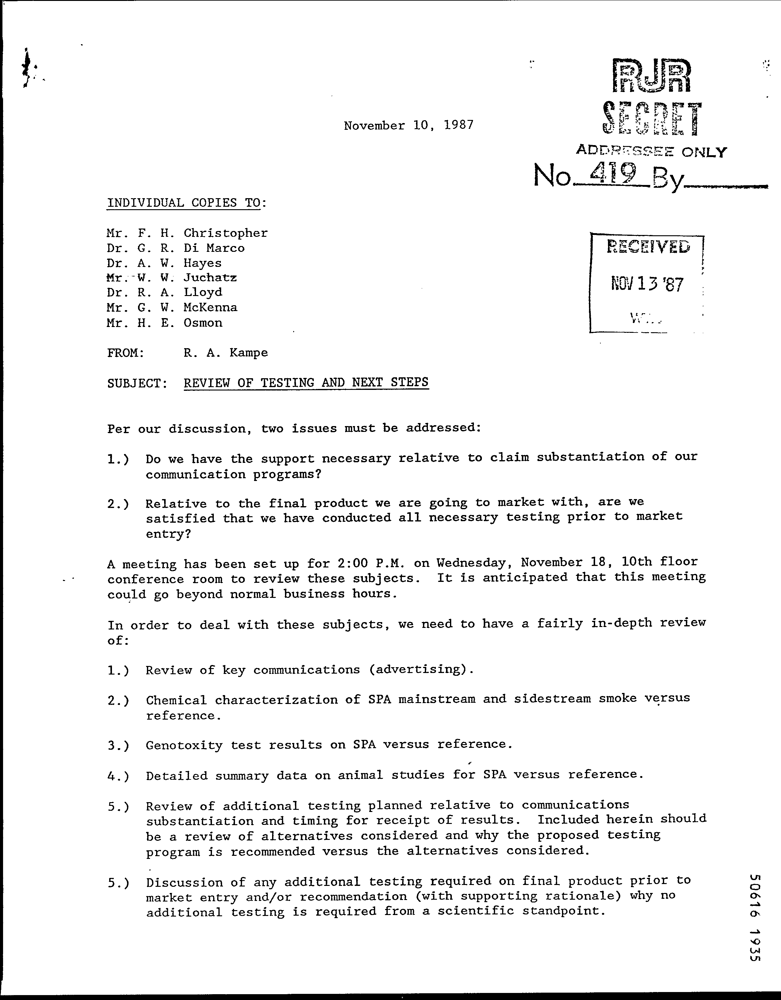 RJR
SECRET
ADDRESSEE ONLY
No. 419 By
November 10, 1987
INDIVIDUAL COPIES TO:
Mr. F. H. Christopher
Dr. G. R. Di Marco
Dr. A. W. Hayes
Mr. W. W. Juchatz
Dr. R. A. Lloyd
Mr. G. W. McKenna
Mr. H. E. Osmon
RECEIVED
NOV 13 '87
FROM: R. A. Kampe
SUBJECT: REVIEW OF TESTING AND NEXT STEPS
Per our discussion, two issues must be addressed:
1.) Do we have the support necessary relative to claim substantiation of our
communication programs?
2.) Relative to the final product we are going to market with, are we
satisfied that we have conducted all necessary testing prior to market
entry?
A meeting has been set up for 2:00 P.M. on Wednesday, November 18, 10th floor
conference room to review these subjects. It is anticipated that this meeting
could go beyond normal business hours.
In order to deal with these subjects, we need to have a fairly in-depth review
of:
1.) Review of key communications (advertising).
2.) Chemical characterization of SPA mainstream and sidestream smoke versus
reference.
3.) Genotoxity test results on SPA versus reference.
4.) Detailed summary data on animal studies for SPA versus reference.
5.) Review of additional testing planned relative to communications
substantiation and timing for receipt of results. Included herein should
be a review of alternatives considered and why the proposed testing
program is recommended versus the alternatives considered.
5.) Discussion of any additional testing required on final product prior to
market entry and/or recommendation (with supporting rationale) why no
additional testing is required from a scientific standpoint.
50616 1935